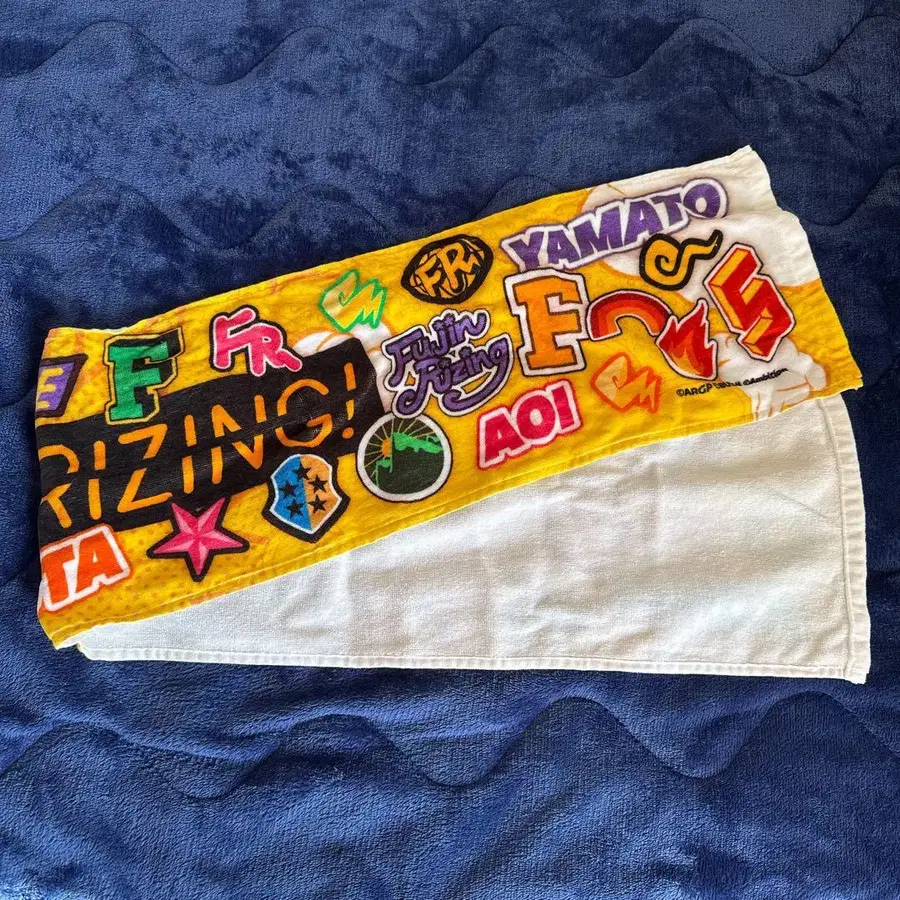 YAMATO
FR
F
S
Fujin
Rizing
E
F
FR
RIZING!
AOI
©ARGP
TA